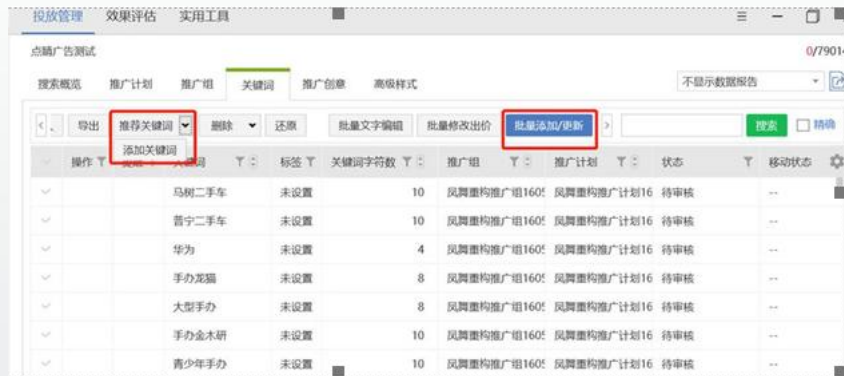 投放管理 效果评估 实用工具
点睛广告测试 0/79014
搜索概览 推广计划 推广组 关键词 推广创意 高级样式 不显示数据报告
导出 推荐关键词 删除 还原 批量文字编辑 批量修改出价 批量添加/更新 搜索 精确
添加关键词
操作 关键词 标签 关键词字符数 推广组 推广计划 状态 移动状态
马树二手车 未设置 10 凤舞重构推广组1605 凤舞重构推广计划16 待审核 --
普宁二手车 未设置 10 凤舞重构推广组1605 凤舞重构推广计划16 待审核 --
华为 未设置 4 凤舞重构推广组1605 凤舞重构推广计划16 待审核 --
手办龙猫 未设置 8 凤舞重构推广组1605 凤舞重构推广计划16 待审核 --
大型手办 未设置 8 凤舞重构推广组1605 凤舞重构推广计划16 待审核 --
手办金木研 未设置 10 凤舞重构推广组1605 凤舞重构推广计划16 待审核 --
青少年手办 未设置 10 凤舞重构推广组1605 凤舞重构推广计划16 待审核 --